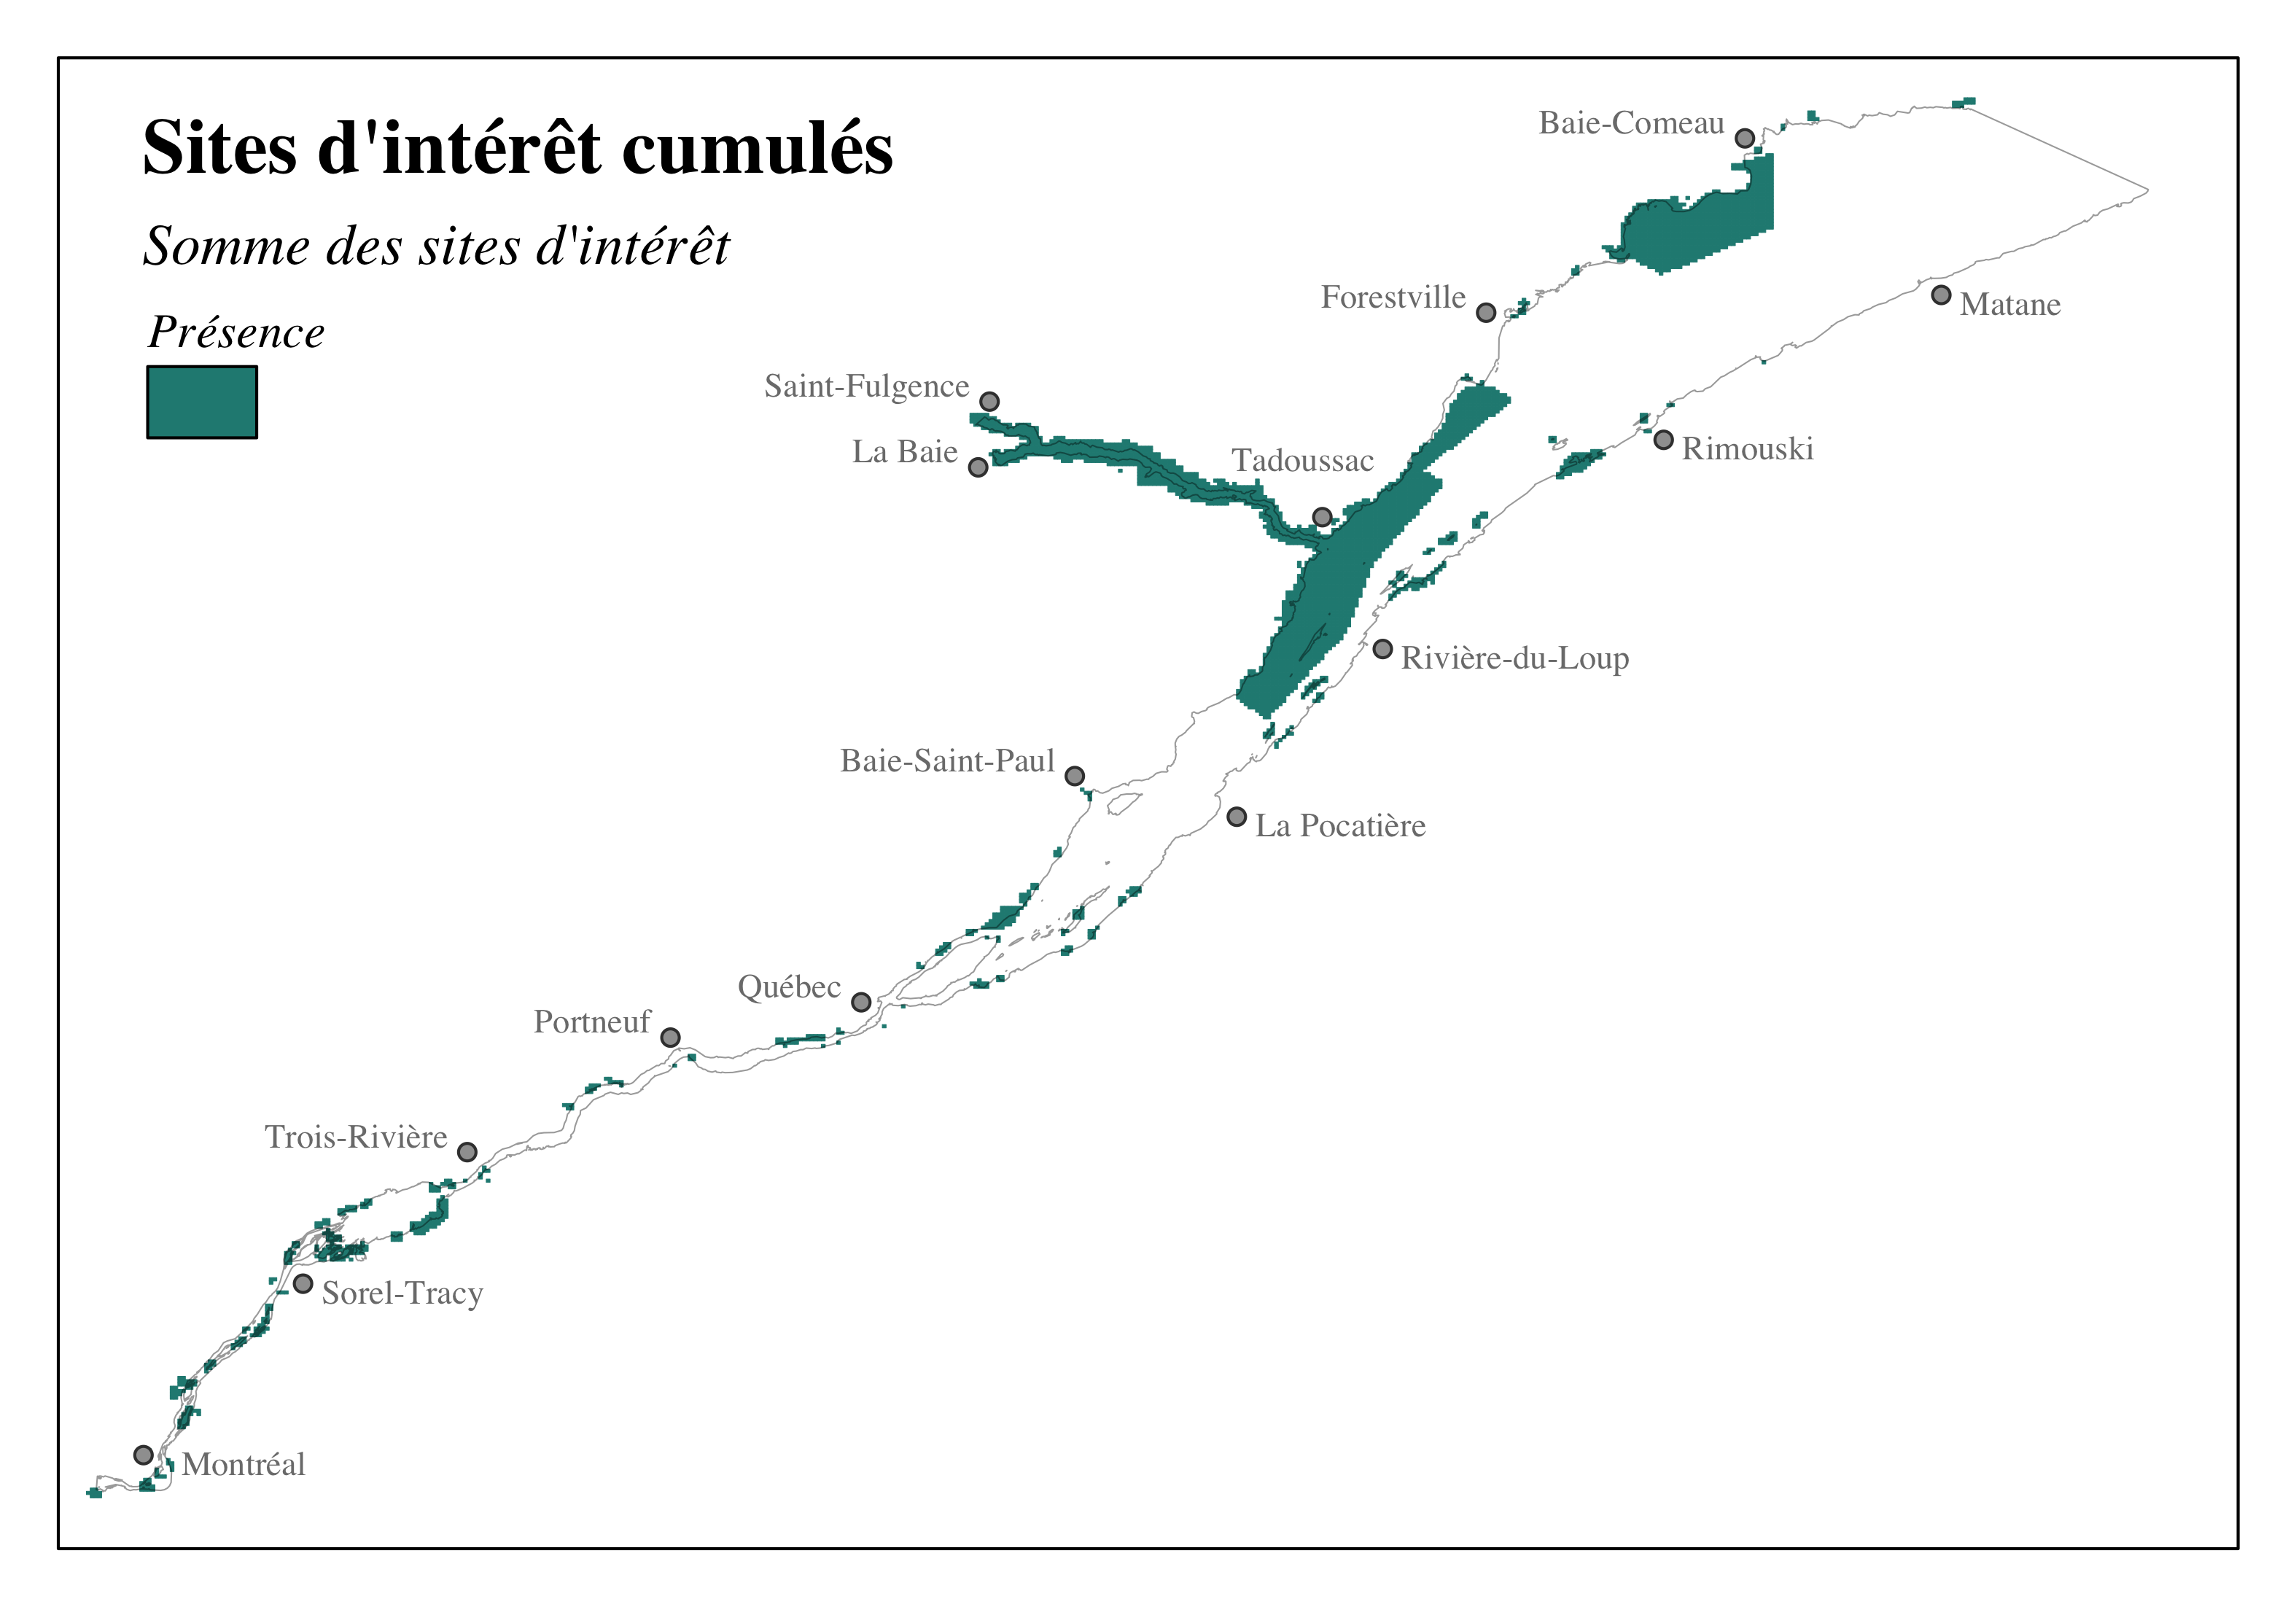 Sites d'intérêt cumulés
Somme des sites d'intérêt
Présence
Baie-Comeau
Forestville
Matane
Saint-Fulgence
La Baie
Tadoussac
Rimouski
Rivière-du-Loup
Baie-Saint-Paul
La Pocatière
Québec
Portneuf
Trois-Rivière
Sorel-Tracy
Montréal